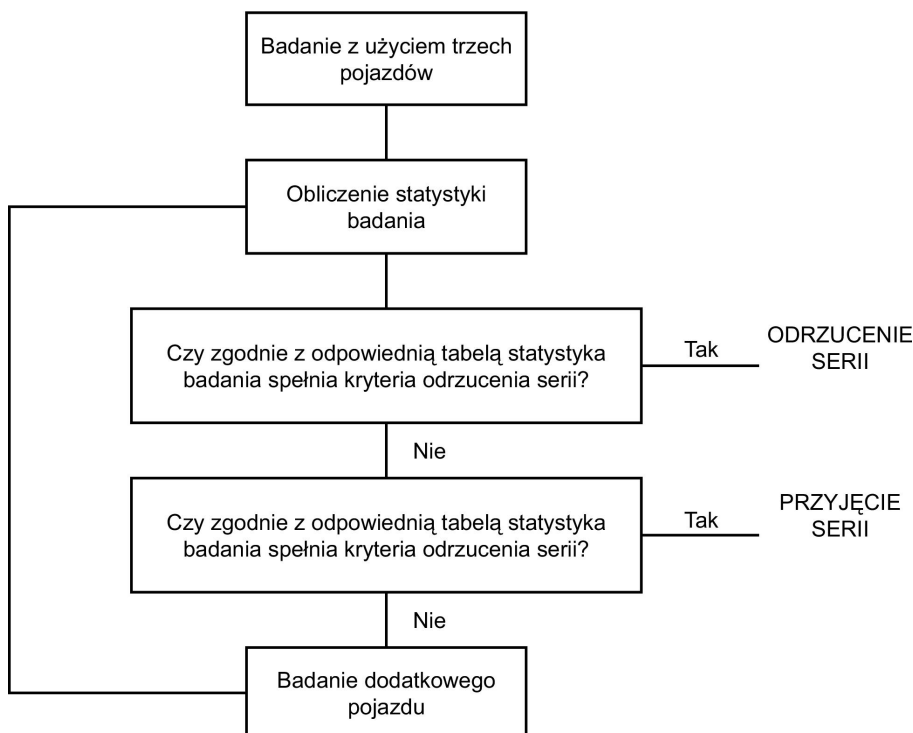 Badanie z użyciem trzech
pojazdów
Obliczenie statystyki
badania
Czy zgodnie z odpowiednią tabelą statystyka
badania spełnia kryteria odrzucenia serii?
Tak
ODRZUCENIE
SERII
Nie
Czy zgodnie z odpowiednią tabelą statystyka
badania spełnia kryteria odrzucenia serii?
Tak
PRZYJĘCIE
SERII
Nie
Badanie dodatkowego
pojazdu